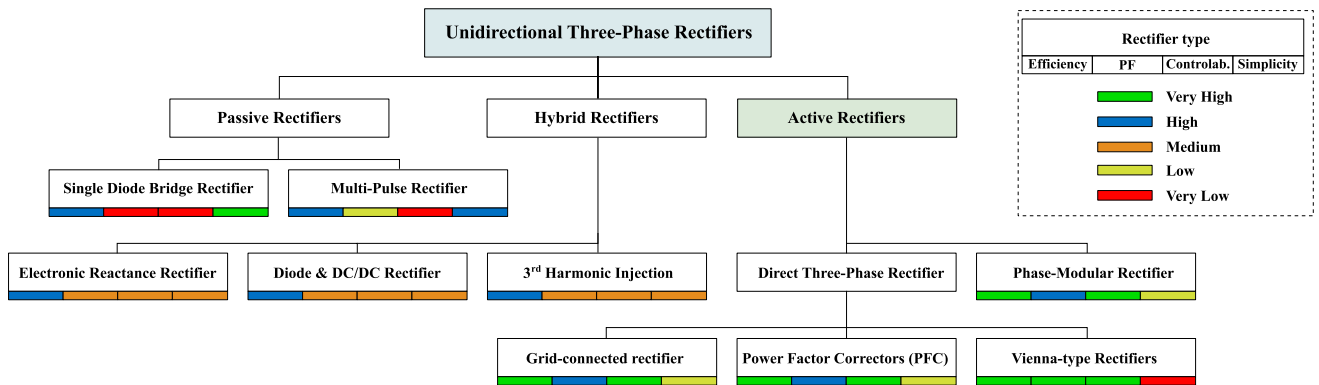 Unidirectional Three-Phase Rectifiers
Rectifier type
Efficiency PF Controlab. Simplicity
Very High
High
Medium
Low
Very Low
Passive Rectifiers
Hybrid Rectifiers
Active Rectifiers
Single Diode Bridge Rectifier
Multi-Pulse Rectifier
Electronic Reactance Rectifier
Diode & DC/DC Rectifier
3rd Harmonic Injection
Direct Three-Phase Rectifier
Phase-Modular Rectifier
Grid-connected rectifier
Power Factor Correctors (PFC)
Vienna-type Rectifiers